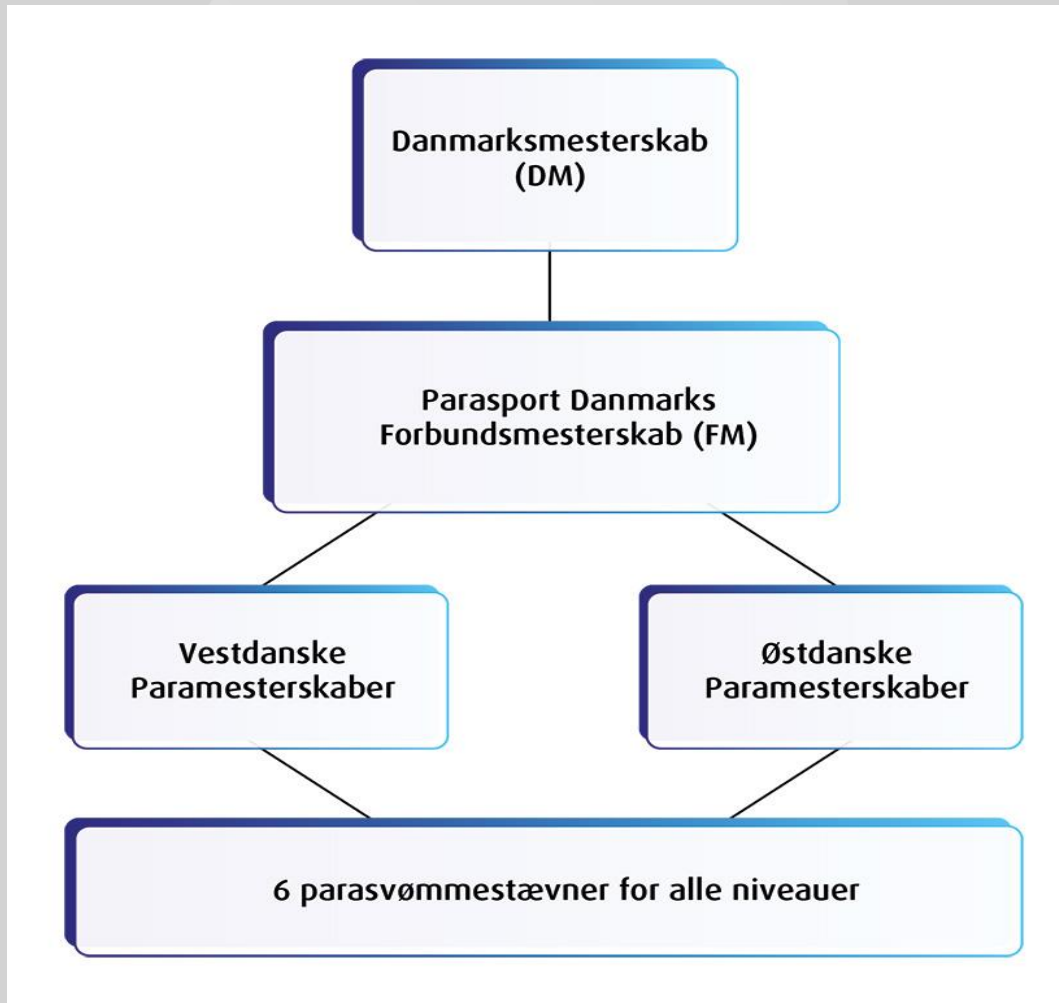 Danmarksmesterskab
(DM)
Parasport Danmarks
Forbundsmesterskab (FM)
Vestdanske
Paramesterskaber
Østdanske
Paramesterskaber
6 parasvømmestævner for alle niveauer